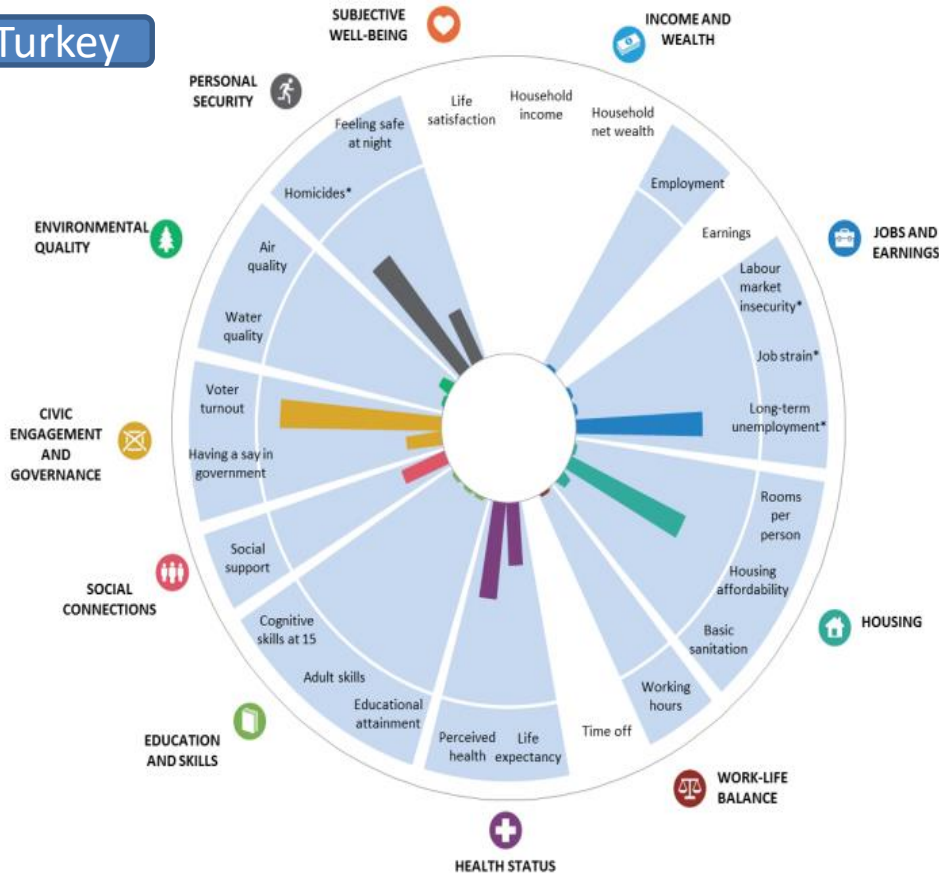 Turkey
SUBJECTIVE
WELL-BEING
INCOME AND
WEALTH
PERSONAL
SECURITY
Life
satisfaction
Household
income
Household
net wealth
Feeling safe
at night
Homicides*
Employment
Earnings
JOBS AND
EARNINGS
ENVIRONMENTAL
QUALITY
Air
quality
Water
quality
Labour
market
insecurity*
Job strain*
Long-term
unemployment*
CIVIC
ENGAGEMENT
AND
GOVERNANCE
Voter
turnout
Having a say in
government
Rooms
per
person
Housing
affordability
Basic
sanitation
HOUSING
SOCIAL
CONNECTIONS
Social
support
Cognitive
skills at 15
Adult skills
Educational
attainment
EDUCATION
AND SKILLS
Perceived
health
Life
expectancy
Time off
Working
hours
WORK-LIFE
BALANCE
HEALTH STATUS